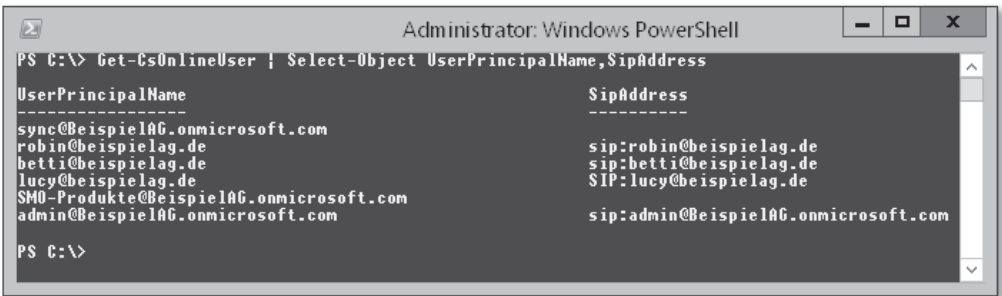 Administrator: Windows PowerShell
PS C:\> Get-CsOnlineUser | Select-Object UserPrincipalName,SipAddress
UserPrincipalName SipAddress
----------------- ----------
sync@BeispielAG.onmicrosoft.com
robin@beispielag.de sip:robin@beispielag.de
betti@beispielag.de sip:betti@beispielag.de
lucy@beispielag.de SIP:lucy@beispielag.de
SMO-Produkte@BeispielAG.onmicrosoft.com
admin@BeispielAG.onmicrosoft.com sip:admin@BeispielAG.onmicrosoft.com
PS C:\>